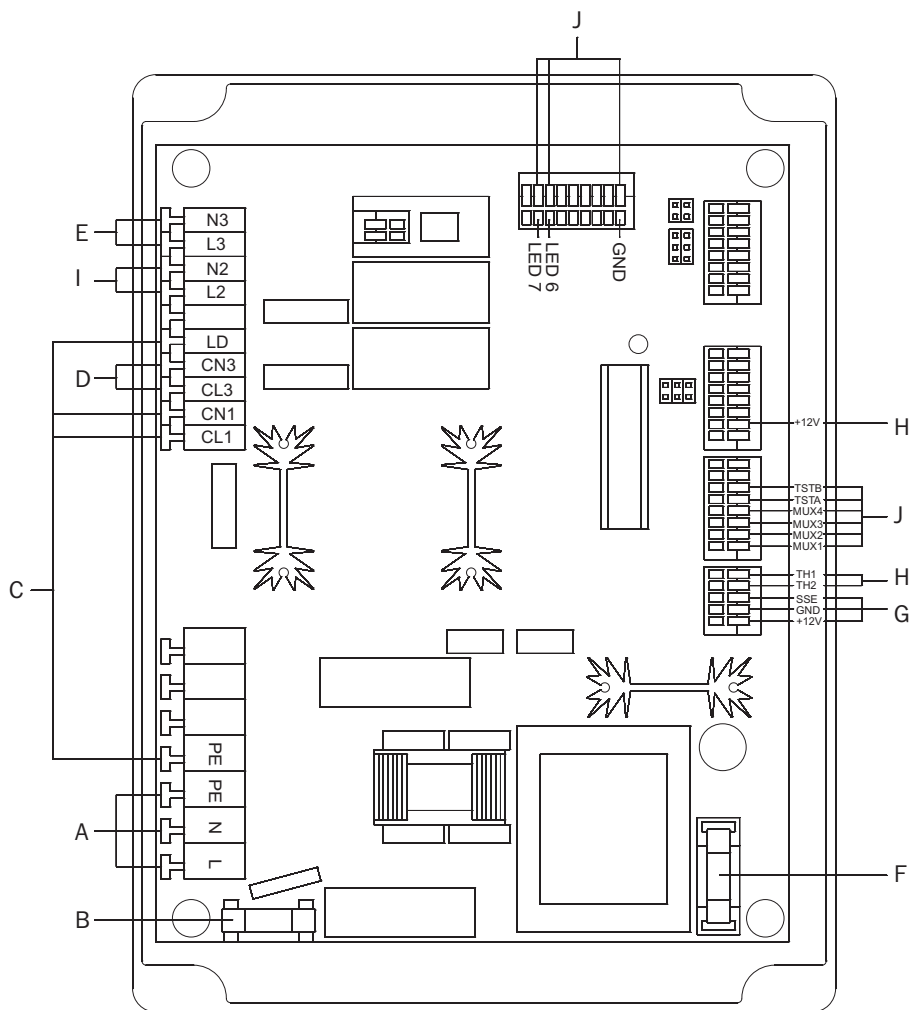 J
E
N3
L3
I
N2
L2
LD
D
CN3
CL3
CN1
CL1
LED 7
LED 6
GND
+12V
H
TSTB
TSTA
MUX4
MUX3
MUX2
MUX1
J
TH1
TH2
H
SSE
GND
+12V
G
C
PE
PE
A
N
L
B
F